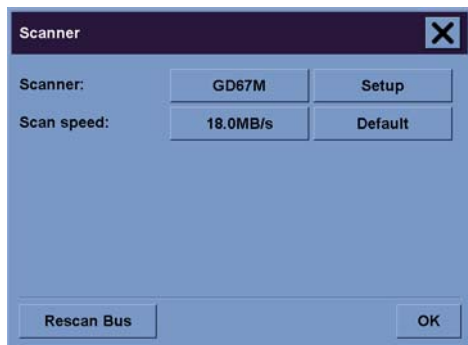 Scanner
Scanner: GD67M Setup
Scan speed: 18.0MB/s Default
Rescan Bus OK